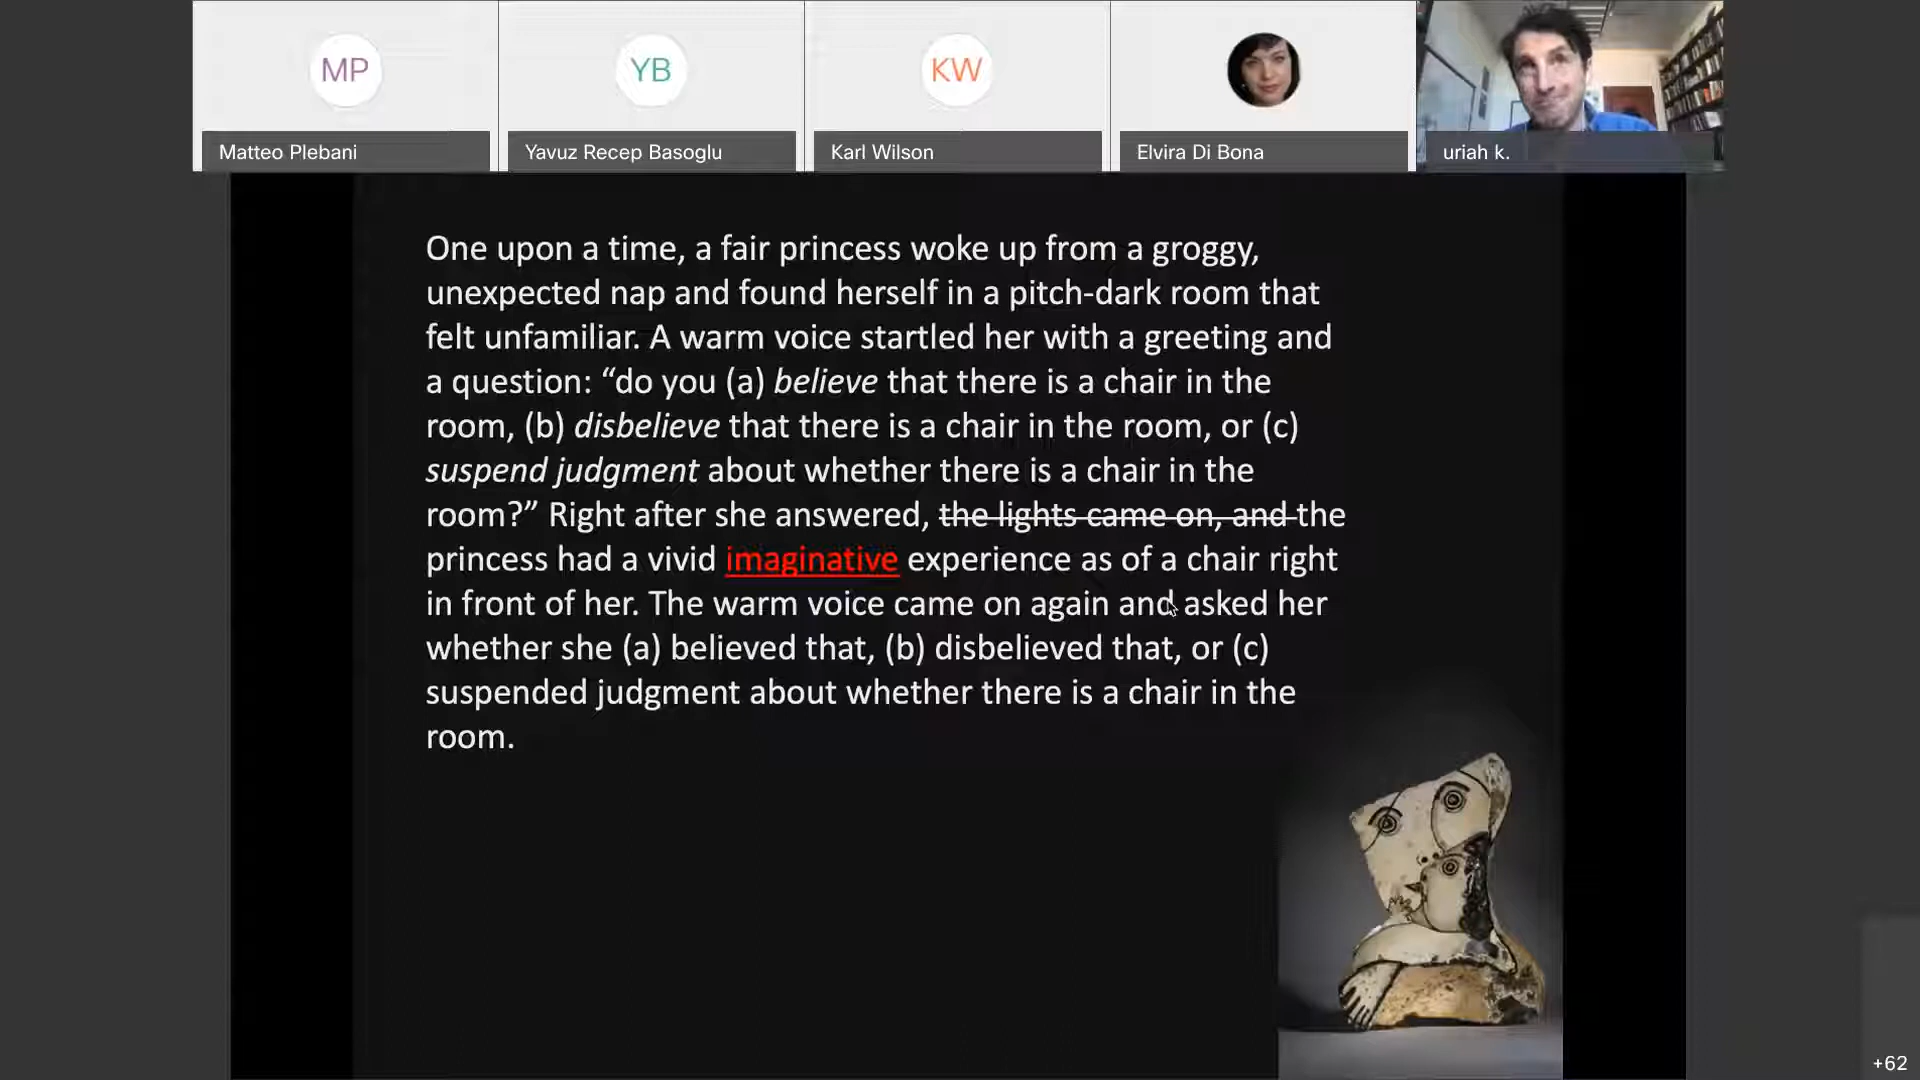 MP
YB
KW
Matteo Plebani
Yavuz Recep Basoglu
Karl Wilson
Elvira Di Bona
uriah k.
One upon a time, a fair princess woke up from a groggy,
unexpected nap and found herself in a pitch-dark room that
felt unfamiliar. A warm voice startled her with a greeting and
a question: “do you (a) believe that there is a chair in the
room, (b) disbelieve that there is a chair in the room, or (c)
suspend judgment about whether there is a chair in the
room?” Right after she answered, the lights came on, and the
princess had a vivid imaginative experience as of a chair right
in front of her. The warm voice came on again and asked her
whether she (a) believed that, (b) disbelieved that, or (c)
suspended judgment about whether there is a chair in the
room.
+62